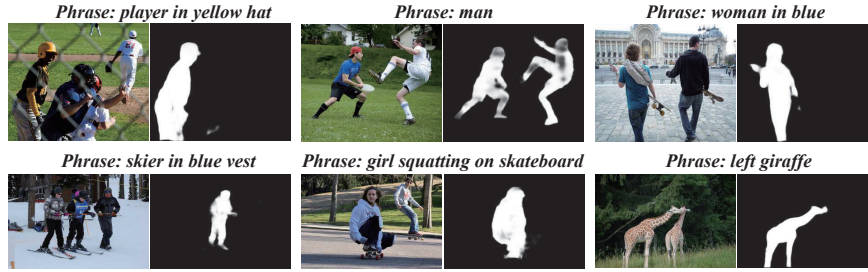 Phrase: player in yellow hat
Phrase: man
Phrase: woman in blue
Phrase: skier in blue vest
Phrase: girl squatting on skateboard
Phrase: left giraffe